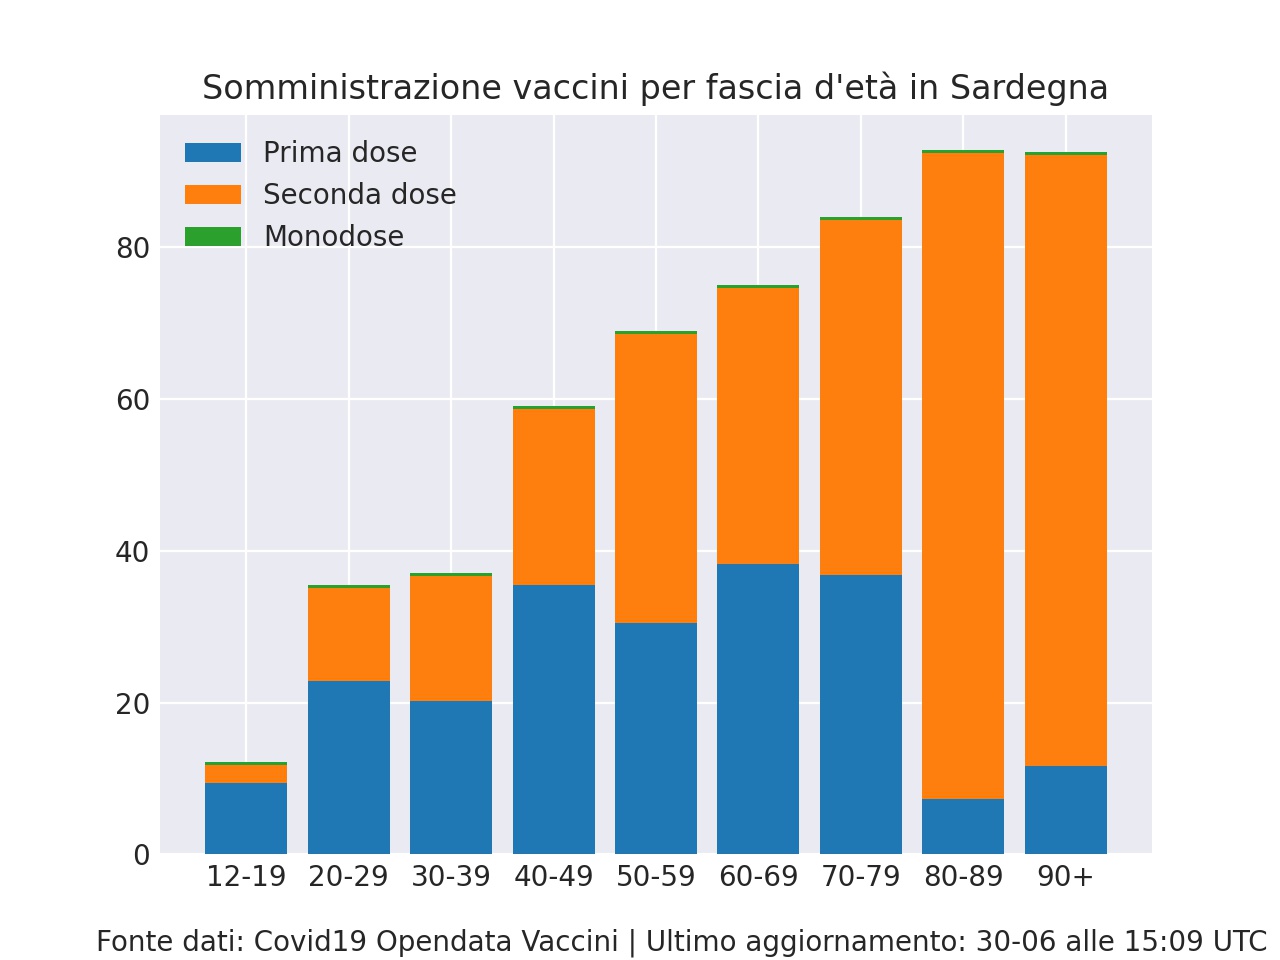 Somministrazione vaccini per fascia d'età in Sardegna
Prima dose
Seconda dose
Monodose
80
60
40
20
0
12-19 20-29 30-39 40-49 50-59 60-69 70-79 80-89 90+
Fonte dati: Covid19 Opendata Vaccini | Ultimo aggiornamento: 30-06 alle 15:09 UTC